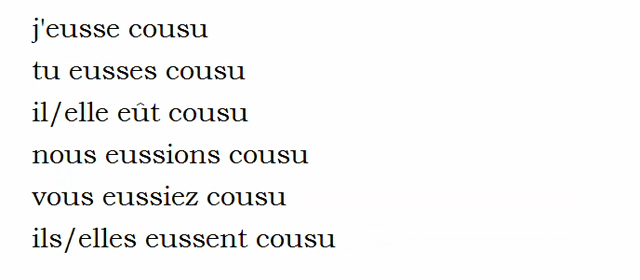 j'eusse cousu
tu eusses cousu
il/elle eût cousu
nous eussions cousu
vous eussiez cousu
ils/elles eussent cousu